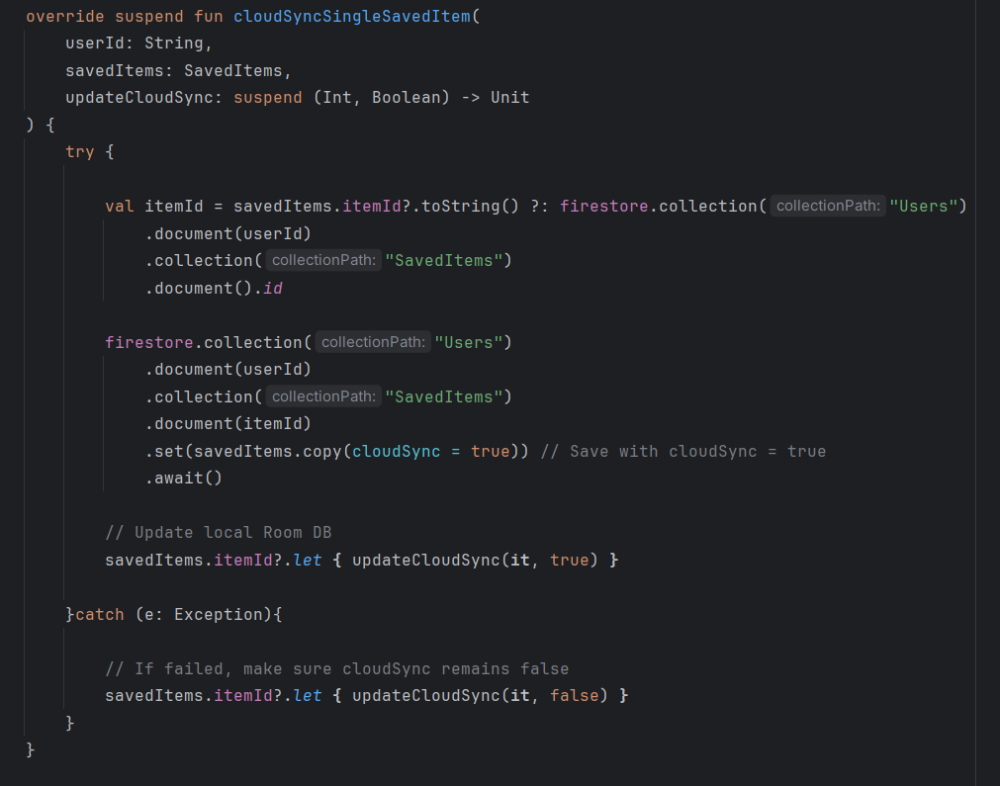 override suspend fun cloudSyncSingleSavedItem(
    userId: String,
    savedItems: SavedItems,
    updateCloudSync: suspend (Int, Boolean) -> Unit
) {
    try {

        val itemId = savedItems.itemId?.toString() ?: firestore.collection( collectionPath: "Users")
            .document(userId)
            .collection( collectionPath: "SavedItems")
            .document().id

        firestore.collection( collectionPath: "Users")
            .document(userId)
            .collection( collectionPath: "SavedItems")
            .document(itemId)
            .set(savedItems.copy(cloudSync = true)) // Save with cloudSync = true
            .await()

        // Update local Room DB
        savedItems.itemId?.let { updateCloudSync(it, true) }

    }catch (e: Exception){

        // If failed, make sure cloudSync remains false
        savedItems.itemId?.let { updateCloudSync(it, false) }
    }
}